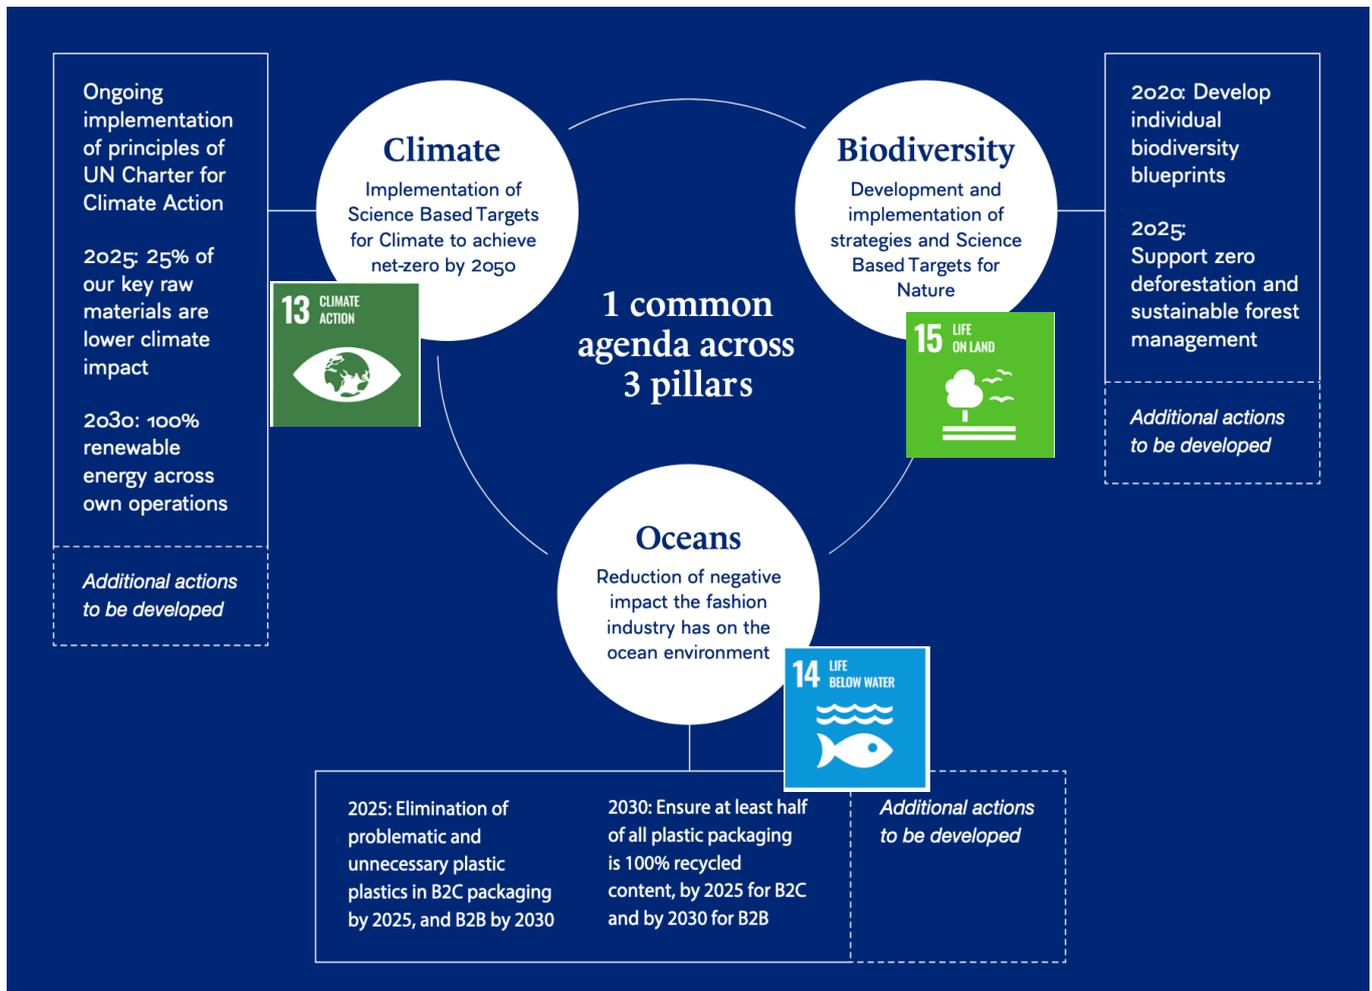 Ongoing
implementation
of principles of
UN Charter for
Climate Action
2025: 25% of
our key raw
materials are
lower climate
impact
2030: 100%
renewable
energy across
own operations
Additional actions
to be developed
Climate
Implementation of
Science Based Targets
for Climate to achieve
net-zero by 2050
13 CLIMATE
ACTION
1 common
agenda across
3 pillars
Biodiversity
Development and
implementation of
strategies and Science
Based Targets for
Nature
15 LIFE
ON LAND
2020: Develop
individual
biodiversity
blueprints
2025:
Support zero
deforestation and
sustainable forest
management
Additional actions
to be developed
Oceans
Reduction of negative
impact the fashion
industry has on the
ocean environment
14 LIFE
BELOW WATER
2025: Elimination of
problematic and
unnecessary plastic
plastics in B2C packaging
by 2025, and B2B by 2030
2030: Ensure at least half
of all plastic packaging
is 100% recycled
content, by 2025 for B2C
and by 2030 for B2B
Additional actions
to be developed